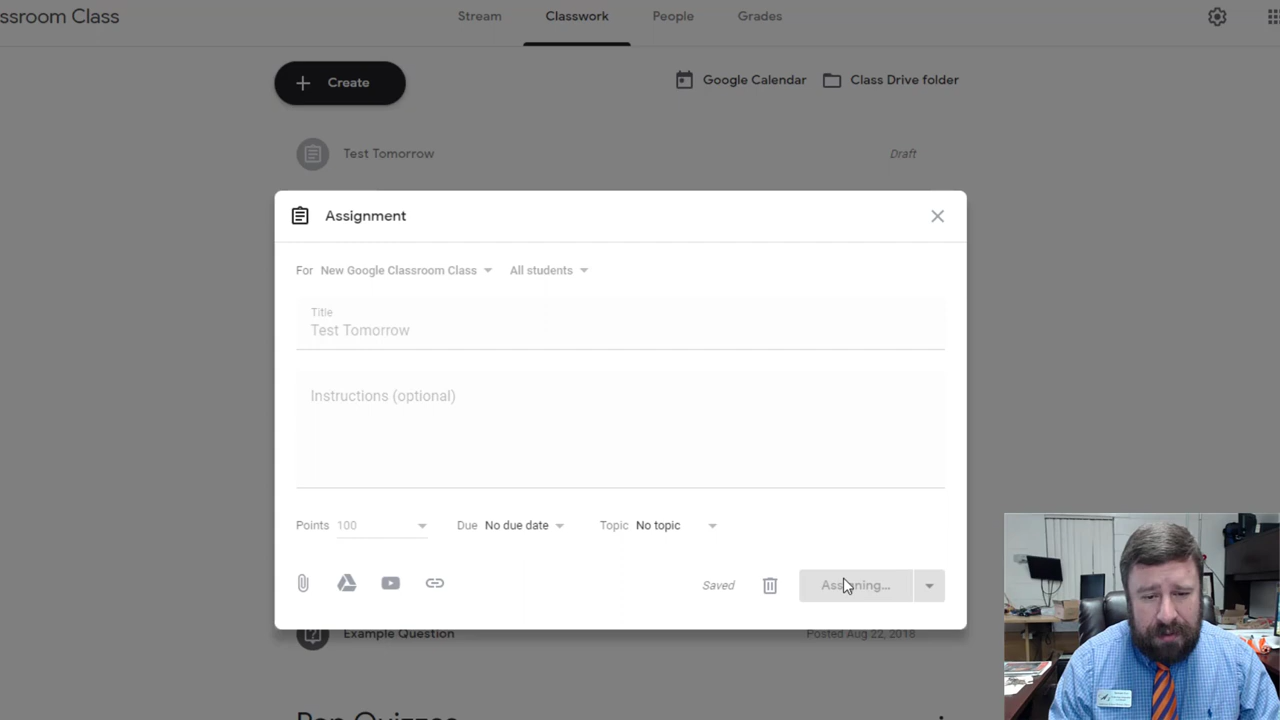 ssroom Class
Stream
Classwork
People
Grades
Create
Google Calendar
Class Drive folder
Test Tomorrow
Draft
Assignment
For New Google Classroom Class
All students
Title
Test Tomorrow
Instructions (optional)
Points 100
Due No due date
Topic No topic
Saved
Assigning...
Example Question
Posted Aug 22, 2018
Pop Quizzes